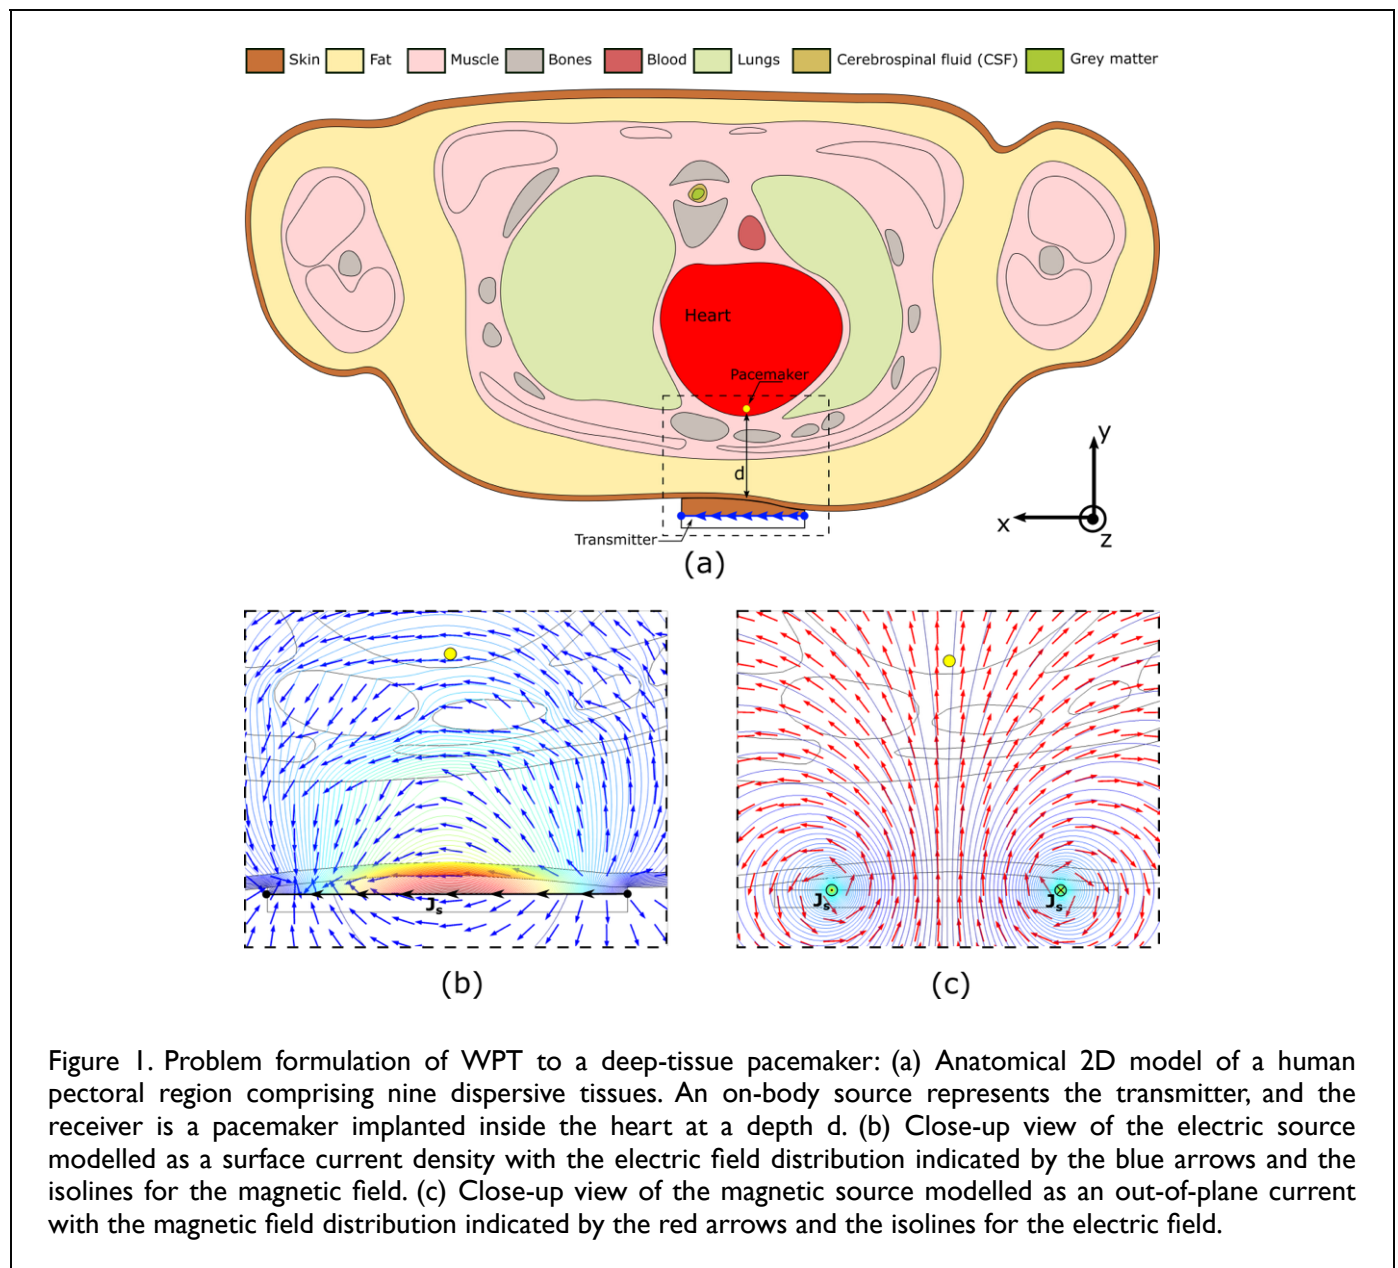 Skin Fat Muscle Bones Blood Lungs Cerebrospinal fluid (CSF) Grey matter
Heart
Pacemaker
d
Transmitter
y
x
z
(a)
Jₛ
Jₛ
Jₛ
(b)
(c)
Figure 1. Problem formulation of WPT to a deep-tissue pacemaker: (a) Anatomical 2D model of a human
pectoral region comprising nine dispersive tissues. An on-body source represents the transmitter, and the
receiver is a pacemaker implanted inside the heart at a depth d. (b) Close-up view of the electric source
modelled as a surface current density with the electric field distribution indicated by the blue arrows and the
isolines for the magnetic field. (c) Close-up view of the magnetic source modelled as an out-of-plane current
with the magnetic field distribution indicated by the red arrows and the isolines for the electric field.